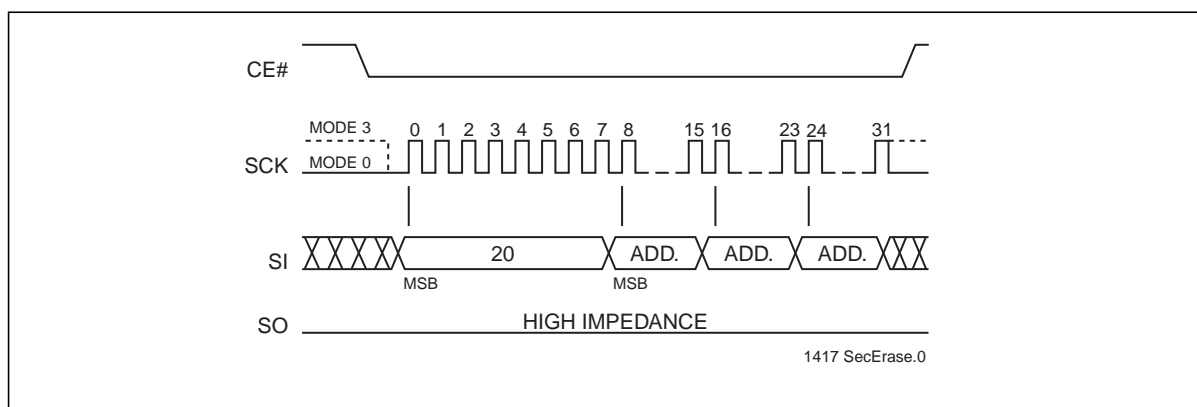 CE#
MODE 3
0 1 2 3 4 5 6 7 8 15 16 23 24 31
SCK
MODE 0
SI
20 ADD. ADD. ADD.
MSB MSB
SO
HIGH IMPEDANCE
1417 SecErase.0